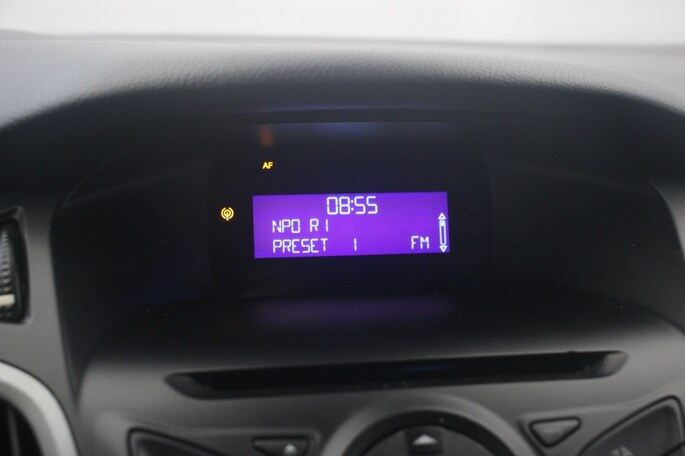 AF
08:55
NPO R1
PRESET 1 FM